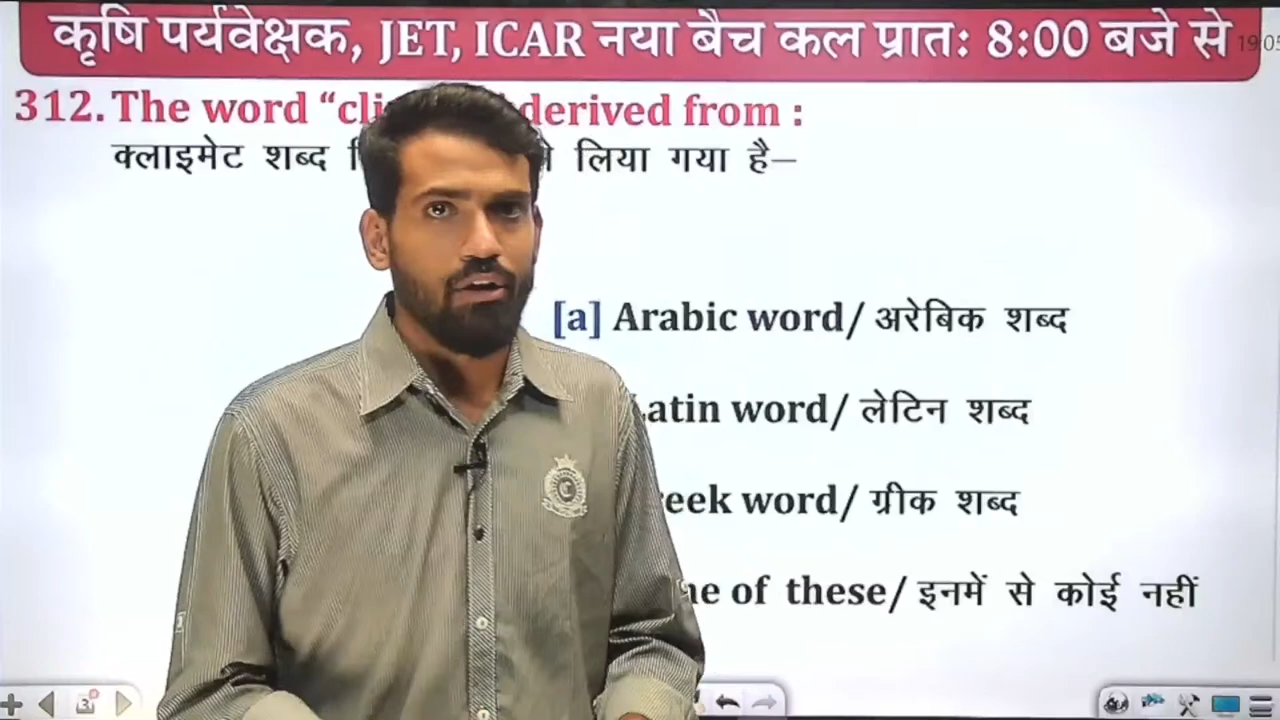 कृषि पर्यवेक्षक, JET, ICAR नया बैच कल प्रातः 8:00 बजे से
312. The word “cli derived from :
क्लाइमेट शब्द लिया गया है–
[a] Arabic word/ अरेबिक शब्द
Latin word/ लेटिन शब्द
eek word/ ग्रीक शब्द
ne of these/ इनमें से कोई नहीं